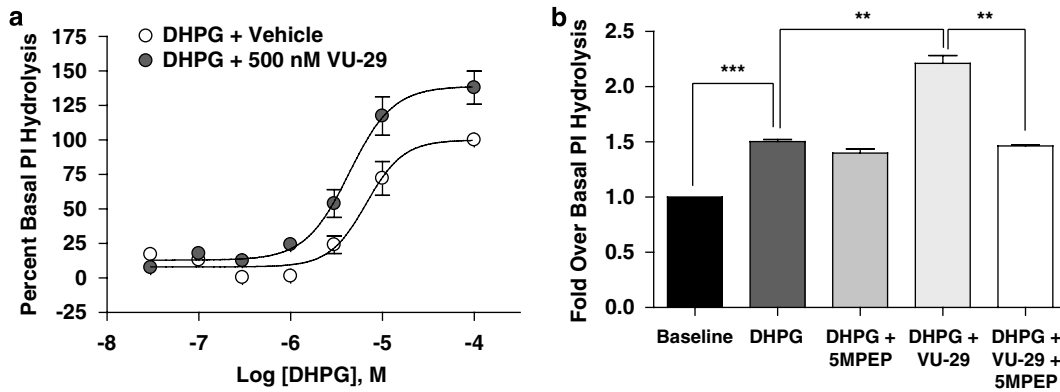 a
DHPG + Vehicle
DHPG + 500 nM VU-29
Percent Basal PI Hydrolysis
175
150
125
100
75
50
25
0
-25
-8
-7
-6
-5
-4
Log [DHPG], M
b
Fold Over Basal PI Hydrolysis
2.5
2.0
1.5
1.0
0.5
0.0
***
**
**
Baseline
DHPG
DHPG +
5MPEP
DHPG +
VU-29
DHPG +
VU-29 +
5MPEP